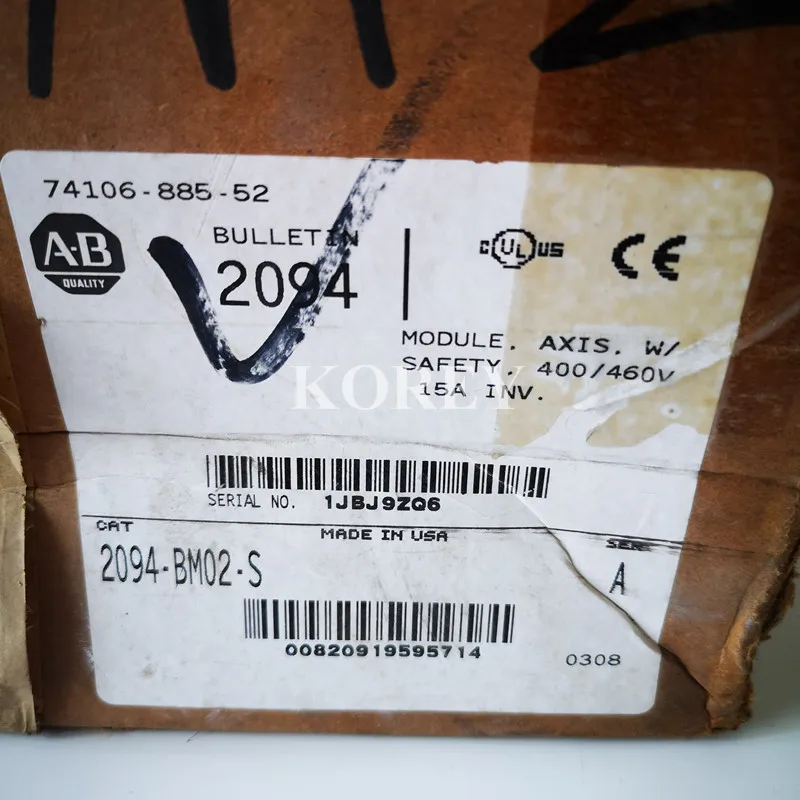 74106-885-52
A-B
QUALITY
BULLETIN
2094
C UL US
CE
MODULE. AXIS. W/
SAFETY. 400/460V
15A INV.
KOREY
SERIAL NO. 1JBJ9ZQ6
MADE IN USA
CAT
SER
2094-BM02-S
A
00820919595714
0308